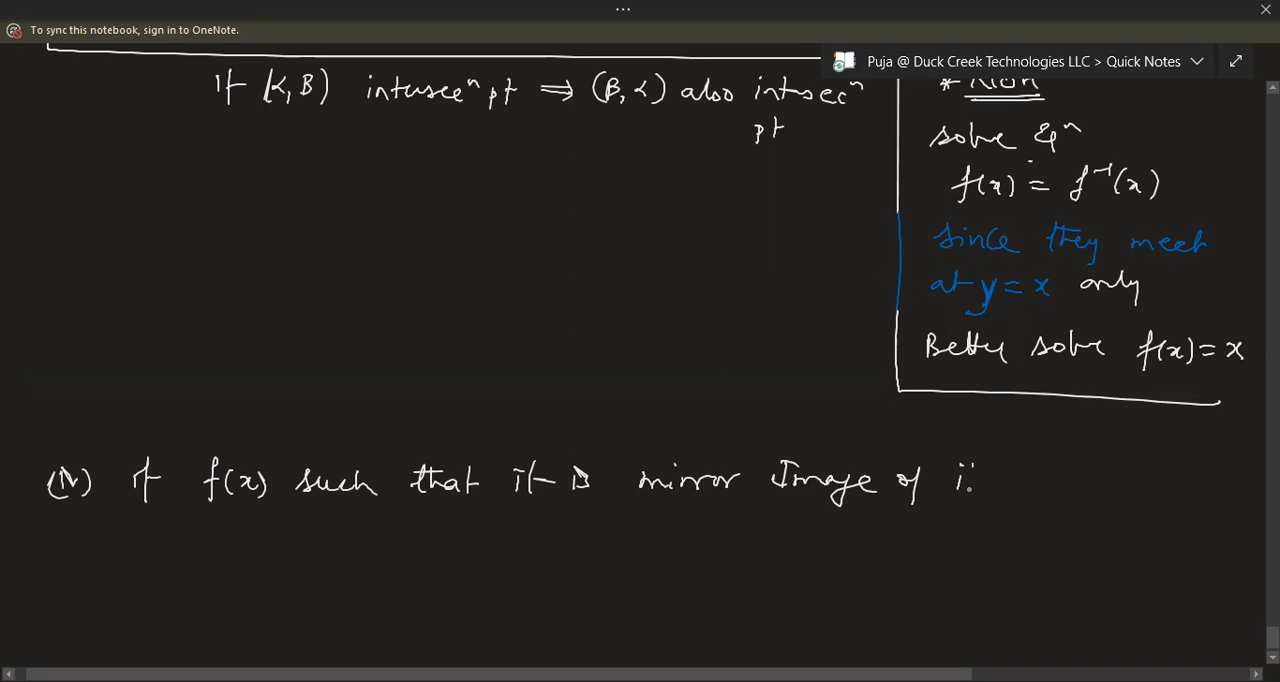 ...
To sync this notebook, sign in to OneNote.
Puja @ Duck Creek Technologies LLC > Quick Notes
If (α, β) intersecⁿ pt ⇒ (β, α) also intersecⁿ
pt
solve Eqⁿ
f(x) = f⁻¹(x)
since they meet
at y = x only
Better solve f(x) = x
(N) if f(x) such that it is mirror Image of